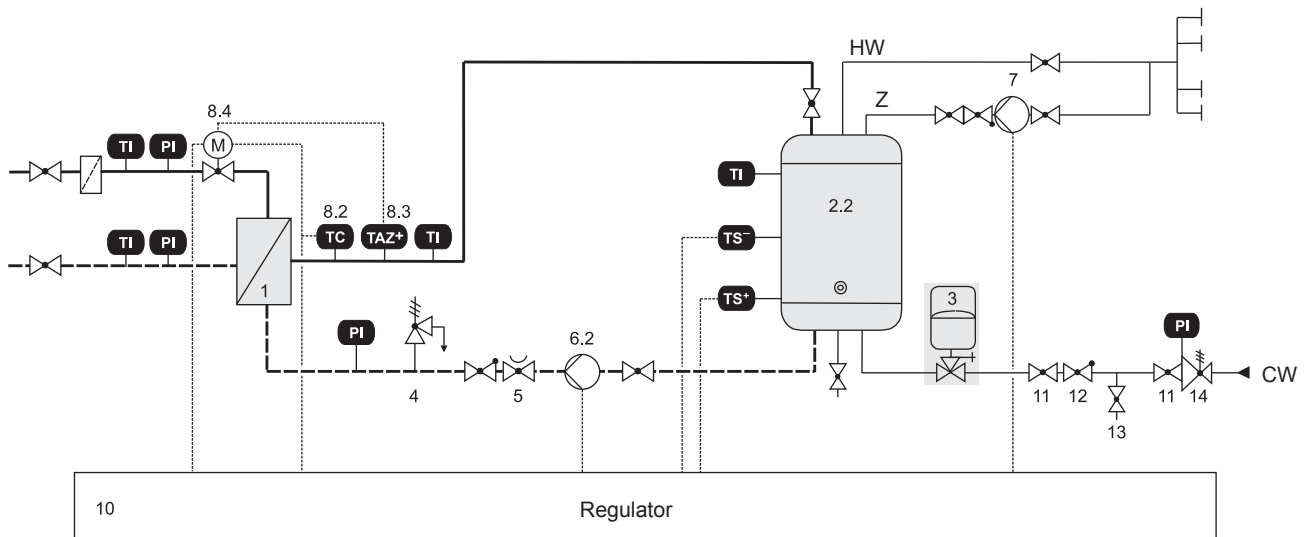 HW
7
Z
8.4
TI PI M
TI
2.2
8.2 8.3
TC TAZ+ TI
TI PI
TS⁻
1
TS⁺
3
PI
6.2
PI
CW
4 5
11 12 11 14
13
10 Regulator